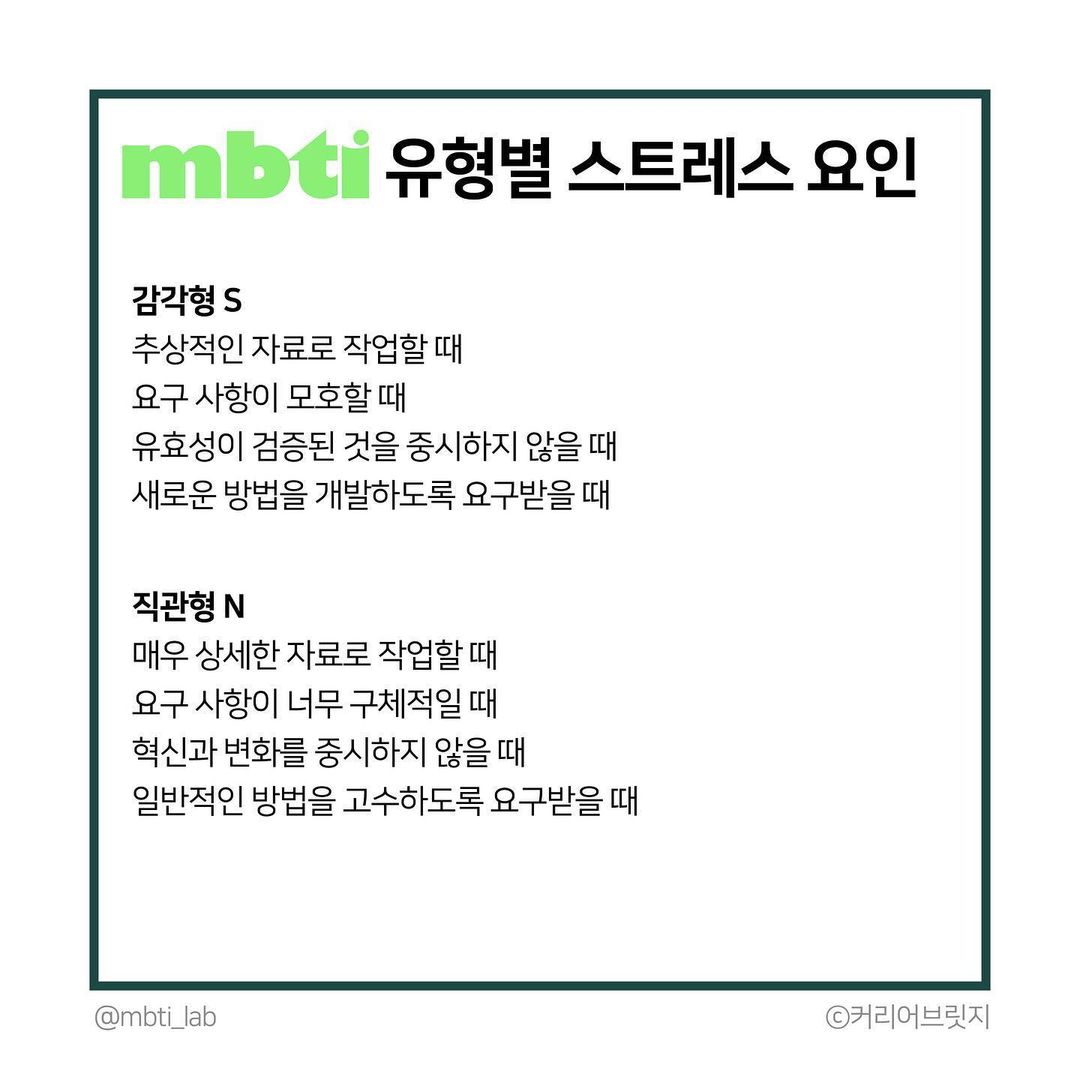 mbti 유형별 스트레스 요인
감각형 S
추상적인 자료로 작업할 때
요구 사항이 모호할 때
유효성이 검증된 것을 중시하지 않을 때
새로운 방법을 개발하도록 요구받을 때
직관형 N
매우 상세한 자료로 작업할 때
요구 사항이 너무 구체적일 때
혁신과 변화를 중시하지 않을 때
일반적인 방법을 고수하도록 요구받을 때
@mbti_lab
©커리어브릿지